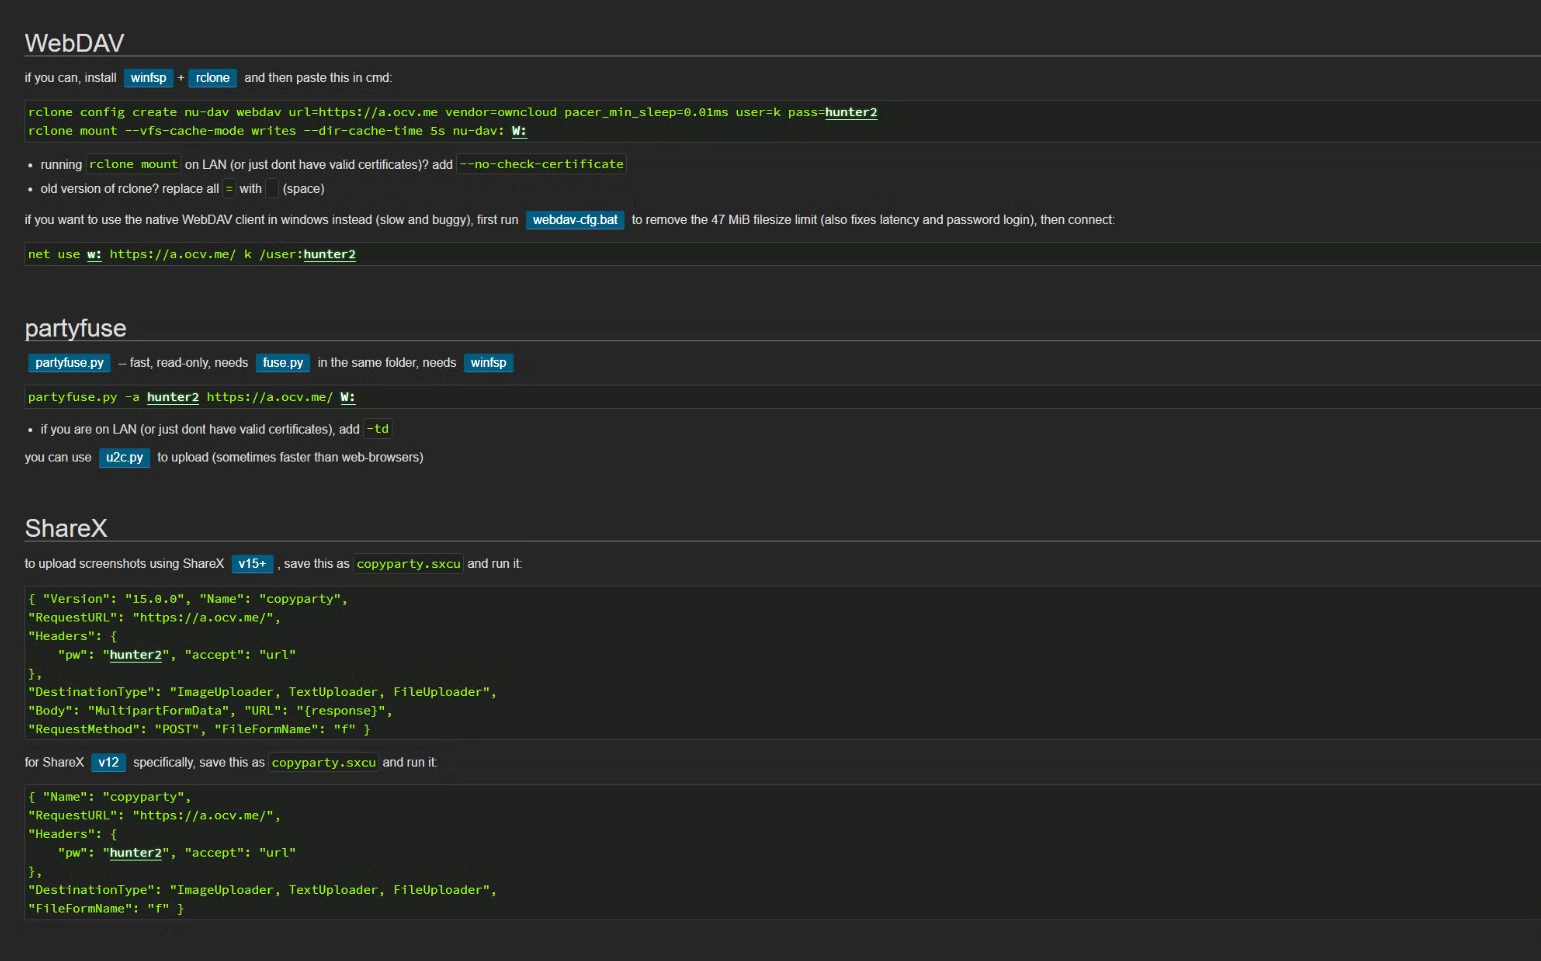 WebDAV
if you can, install winfsp + rclone and then paste this in cmd:
rclone config create nu-dav webdav url=https://a.ocv.me vendor=owncloud pacer_min_sleep=0.01ms user=k pass=hunter2
rclone mount --vfs-cache-mode writes --dir-cache-time 5s nu-dav: W:
• running rclone mount on LAN (or just dont have valid certificates)? add --no-check-certificate
• old version of rclone? replace all = with   (space)
if you want to use the native WebDAV client in windows instead (slow and buggy), first run webdav-cfg.bat to remove the 47 MiB filesize limit (also fixes latency and password login), then connect:
net use w: https://a.ocv.me/ k /user:hunter2
partyfuse
partyfuse.py -- fast, read-only, needs fuse.py in the same folder, needs winfsp
partyfuse.py -a hunter2 https://a.ocv.me/ W:
• if you are on LAN (or just dont have valid certificates), add -td
you can use u2c.py to upload (sometimes faster than web-browsers)
ShareX
to upload screenshots using ShareX v15+ , save this as copyparty.sxcu and run it:
{ "Version": "15.0.0", "Name": "copyparty",
"RequestURL": "https://a.ocv.me/",
"Headers": {
"pw": "hunter2", "accept": "url"
},
"DestinationType": "ImageUploader, TextUploader, FileUploader",
"Body": "MultipartFormData", "URL": "{response}",
"RequestMethod": "POST", "FileFormName": "f" }
for ShareX v12 specifically, save this as copyparty.sxcu and run it:
{ "Name": "copyparty",
"RequestURL": "https://a.ocv.me/",
"Headers": {
"pw": "hunter2", "accept": "url"
},
"DestinationType": "ImageUploader, TextUploader, FileUploader",
"FileFormName": "f" }